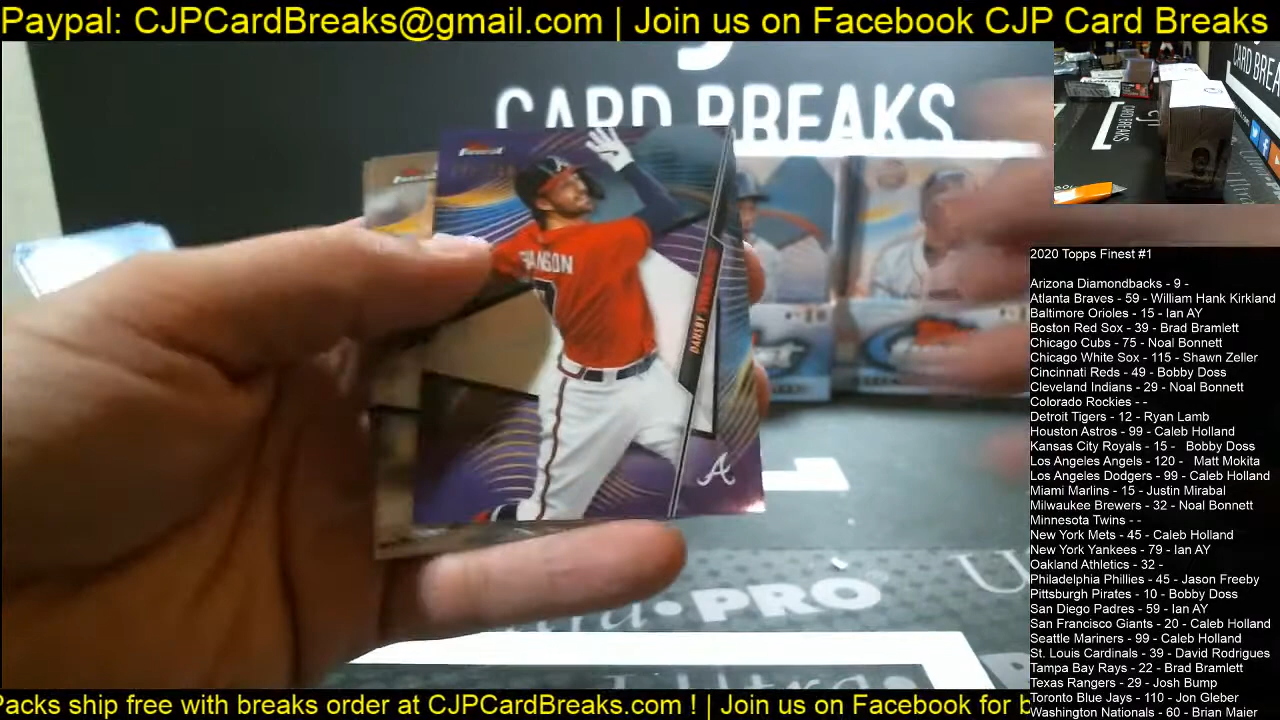 Paypal: CJPCardBreaks@gmail.com | Join us on Facebook CJP Card Breaks
CARD BREAKS
Finest
SWANSON
DANSBY SWANSON
A
PRO
2020 Topps Finest #1
Arizona Diamondbacks - 9 -
Atlanta Braves - 59 - William Hank Kirkland
Baltimore Orioles - 15 - Ian AY
Boston Red Sox - 39 - Brad Bramlett
Chicago Cubs - 75 - Noal Bonnett
Chicago White Sox - 115 - Shawn Zeller
Cincinnati Reds - 49 - Bobby Doss
Cleveland Indians - 29 - Noal Bonnett
Colorado Rockies - -
Detroit Tigers - 12 - Ryan Lamb
Houston Astros - 99 - Caleb Holland
Kansas City Royals - 15 - Bobby Doss
Los Angeles Angels - 120 - Matt Mokita
Los Angeles Dodgers - 99 - Caleb Holland
Miami Marlins - 15 - Justin Mirabal
Milwaukee Brewers - 32 - Noal Bonnett
Minnesota Twins - -
New York Mets - 45 - Caleb Holland
New York Yankees - 79 - Ian AY
Oakland Athletics - 32 -
Philadelphia Phillies - 45 - Jason Freeby
Pittsburgh Pirates - 10 - Bobby Doss
San Diego Padres - 59 - Ian AY
San Francisco Giants - 20 - Caleb Holland
Seattle Mariners - 99 - Caleb Holland
St. Louis Cardinals - 39 - David Rodrigues
Tampa Bay Rays - 22 - Brad Bramlett
Texas Rangers - 29 - Josh Bump
Toronto Blue Jays - 110 - Jon Gleber
Washington Nationals - 60 - Brian Maier
Packs ship free with breaks order at CJPCardBreaks.com ! | Join us on Facebook for b